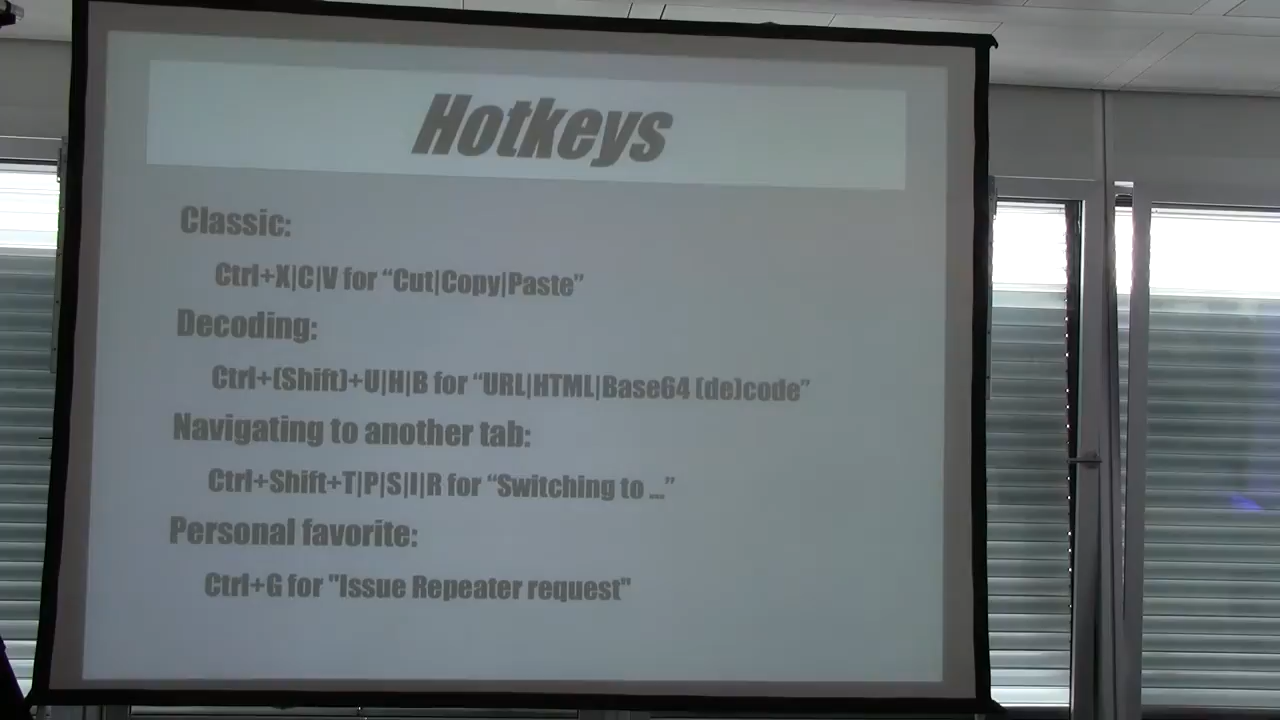 Hotkeys
Classic:
Ctrl+X|C|V for “Cut|Copy|Paste”
Decoding:
Ctrl+(Shift)+U|H|B for “URL|HTML|Base64 (de)code”
Navigating to another tab:
Ctrl+Shift+T|P|S|I|R for “Switching to ...”
Personal favorite:
Ctrl+G for "Issue Repeater request"